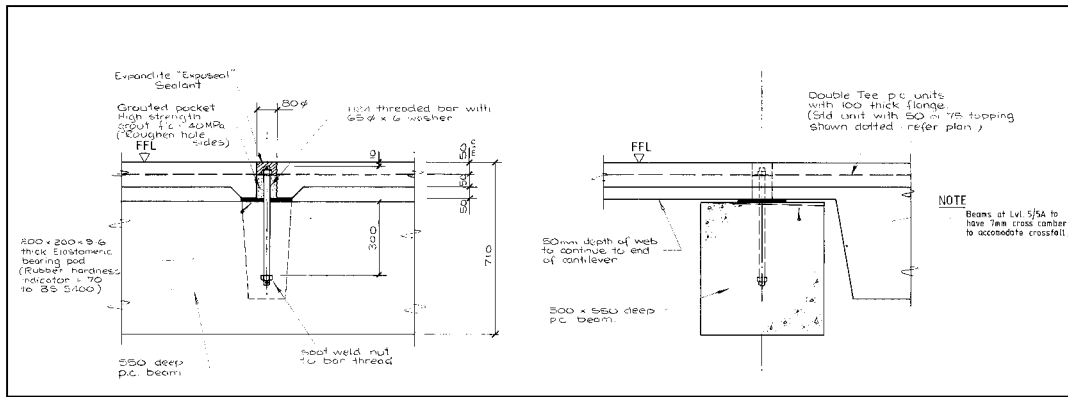 Expandite "Expuseal"
Sealant
Grouted pocket
High strength
grout f'c = 40MPa
(Roughen hole
sides)
FFL
80ø
threaded bar with
65ø x 6 washer
50
50
50
300
710
200 x 200 x 9.6
thick Elastomeric
bearing pad
(Rubber hardness
indicator = 70
to BS 5400)
550 deep
p.c. beam
spot weld nut
to bar thread
FFL
Double Tee p.c. units
with 100 thick flange.
(Std unit with 50 or 75 topping
shown dotted - refer plan)
50mm depth of web
to continue to end
of cantilever
500 x 550 deep
p.c. beam.
NOTE
Beams at Lvl. 5/5A to
have 7mm cross camber
to accomodate crossfall.